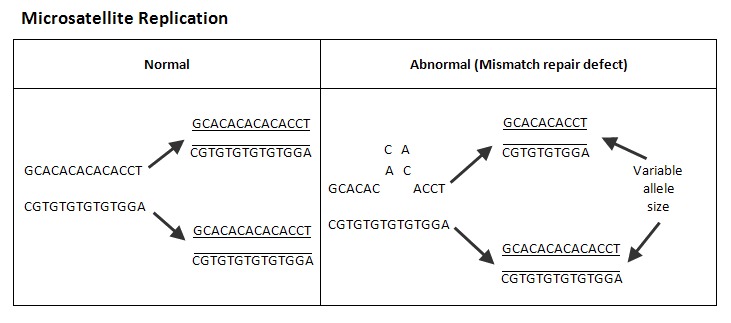 Microsatellite Replication
Normal
Abnormal (Mismatch repair defect)
GCACACACACACCT
CGTGTGTGTGTGGA
GCACACACACACCT
CGTGTGTGTGTGGA
GCACACACACACCT
CGTGTGTGTGTGGA
C A
A C
GCACAC ACCT
CGTGTGTGTGTGGA
GCACACACCT
CGTGTGTGGA
GCACACACACACCT
CGTGTGTGTGTGGA
Variable
allele
size